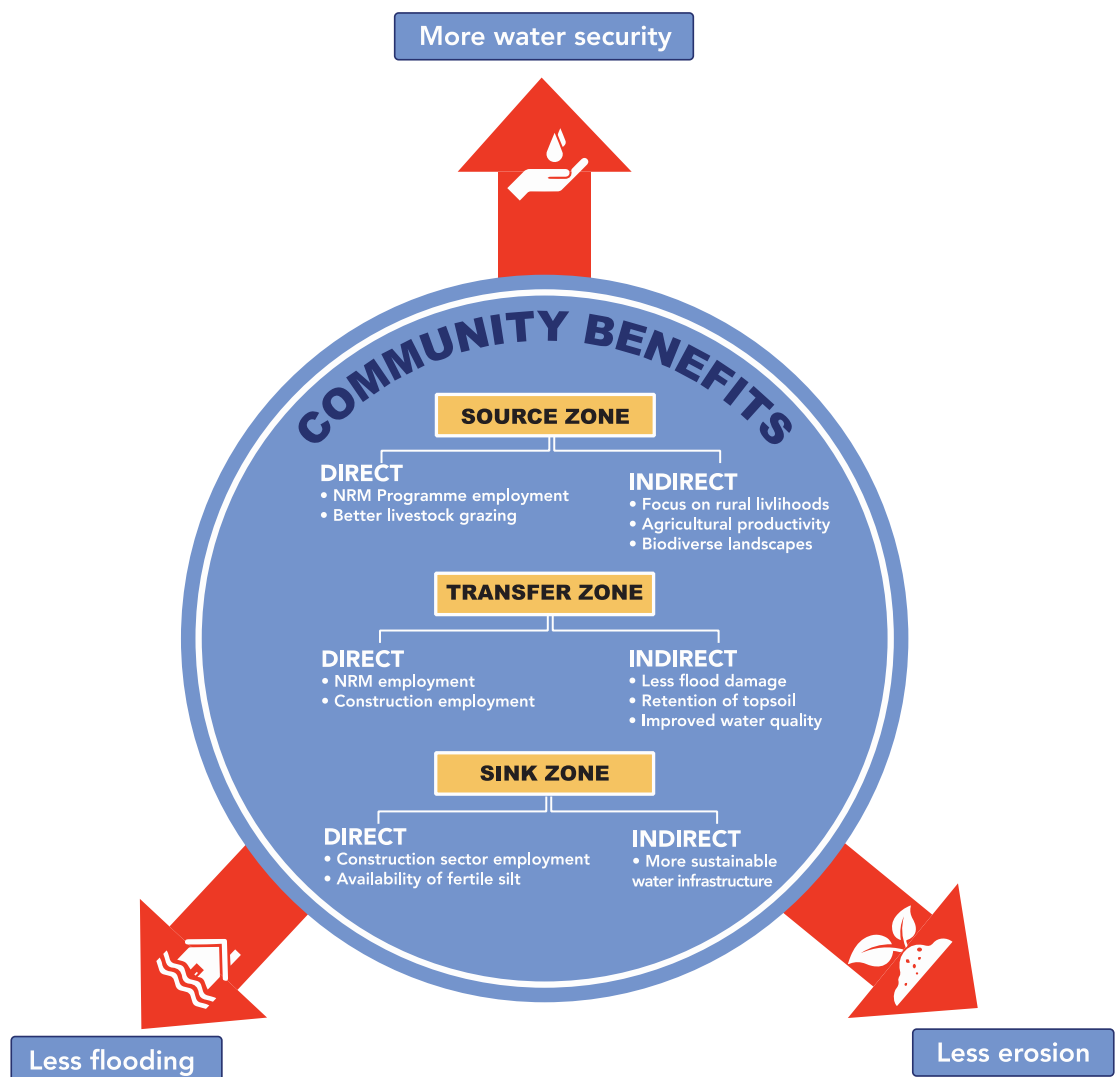 More water security
COMMUNITY BENEFITS
SOURCE ZONE
DIRECT
• NRM Programme employment
• Better livestock grazing
INDIRECT
• Focus on rural livlihoods
• Agricultural productivity
• Biodiverse landscapes
TRANSFER ZONE
DIRECT
• NRM employment
• Construction employment
INDIRECT
• Less flood damage
• Retention of topsoil
• Improved water quality
SINK ZONE
DIRECT
• Construction sector employment
• Availability of fertile silt
INDIRECT
• More sustainable
water infrastructure
Less flooding
Less erosion